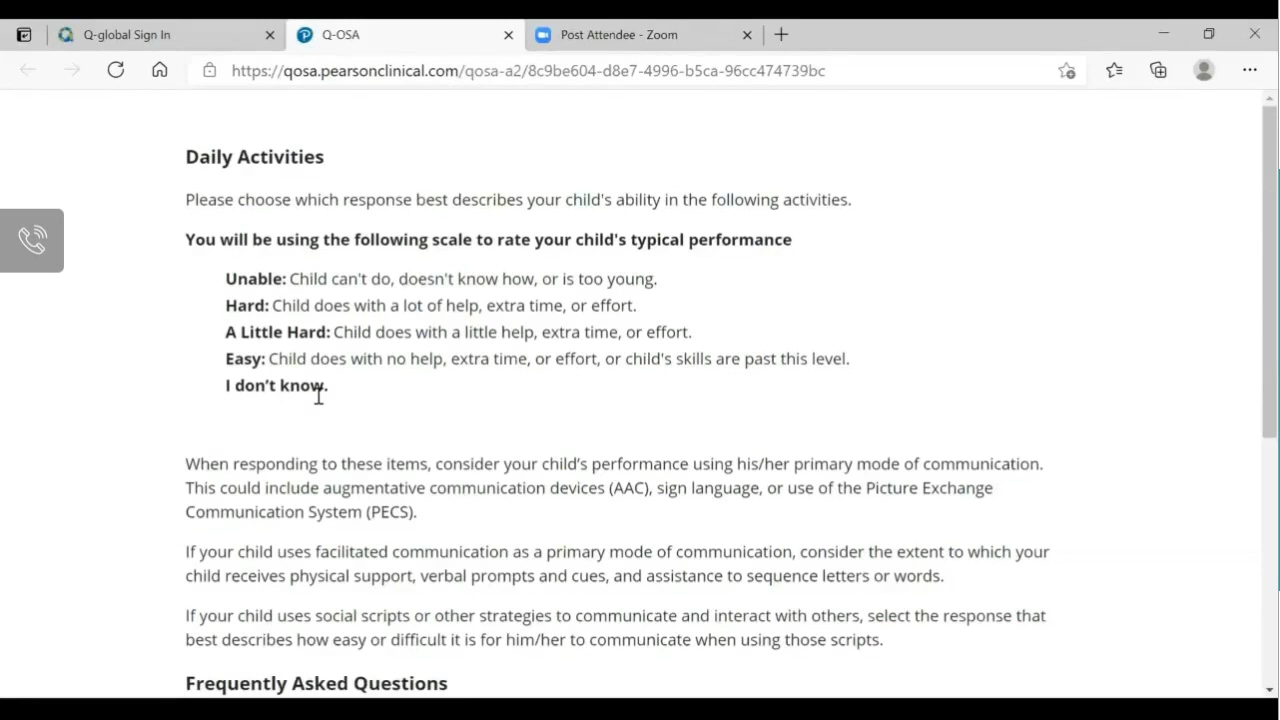 Q-global Sign In
Q-OSA
Post Attendee - Zoom
https://qosa.pearsonclinical.com/qosa-a2/8c9be604-d8e7-4996-b5ca-96cc474739bc
Daily Activities
Please choose which response best describes your child's ability in the following activities.
You will be using the following scale to rate your child's typical performance
Unable: Child can't do, doesn't know how, or is too young.
Hard: Child does with a lot of help, extra time, or effort.
A Little Hard: Child does with a little help, extra time, or effort.
Easy: Child does with no help, extra time, or effort, or child's skills are past this level.
I don’t know.
When responding to these items, consider your child’s performance using his/her primary mode of communication.
This could include augmentative communication devices (AAC), sign language, or use of the Picture Exchange
Communication System (PECS).
If your child uses facilitated communication as a primary mode of communication, consider the extent to which your
child receives physical support, verbal prompts and cues, and assistance to sequence letters or words.
If your child uses social scripts or other strategies to communicate and interact with others, select the response that
best describes how easy or difficult it is for him/her to communicate when using those scripts.
Frequently Asked Questions